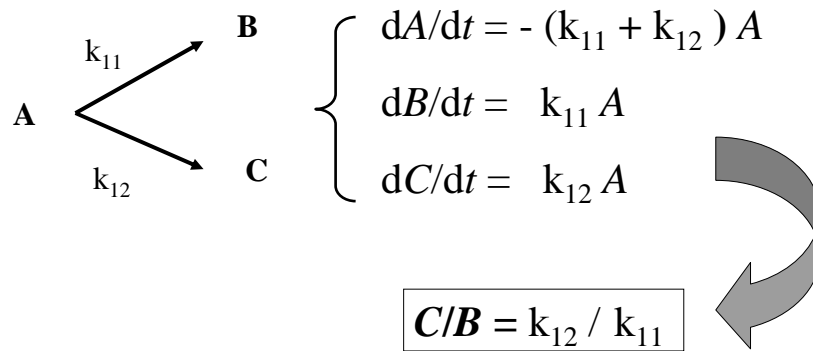 B
k₁₁
A
k₁₂
C
dA/dt = - (k₁₁ + k₁₂ ) A
dB/dt = k₁₁ A
dC/dt = k₁₂ A
C/B = k₁₂ / k₁₁